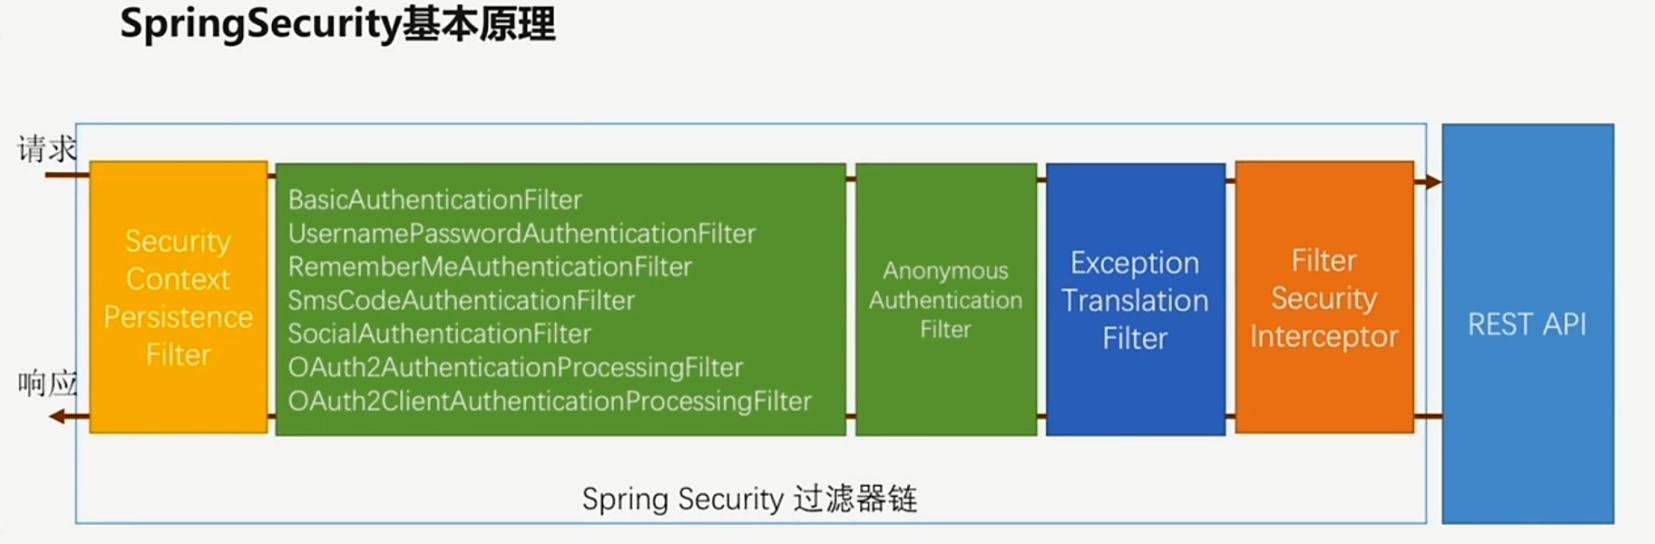 SpringSecurity基本原理
请求
响应
Security
Context
Persistence
Filter
BasicAuthenticationFilter
UsernamePasswordAuthenticationFilter
RememberMeAuthenticationFilter
SmsCodeAuthenticationFilter
SocialAuthenticationFilter
OAuth2AuthenticationProcessingFilter
OAuth2ClientAuthenticationProcessingFilter
Anonymous
Authentication
Filter
Exception
Translation
Filter
Filter
Security
Interceptor
REST API
Spring Security 过滤器链